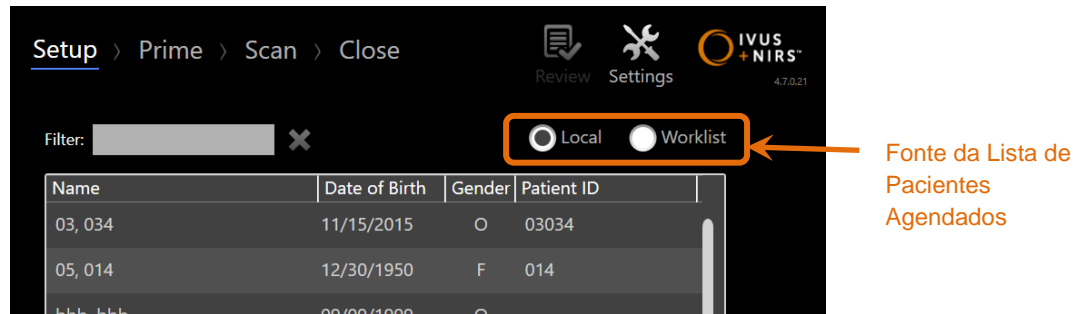 Setup > Prime > Scan > Close
Review
Settings
IVUS
+NIRS™
4.7.0.21
Filter:
Local
Worklist
Fonte da Lista de
Pacientes
Agendados
Name Date of Birth Gender Patient ID
03, 034 11/15/2015 O 03034
05, 014 12/30/1950 F 014